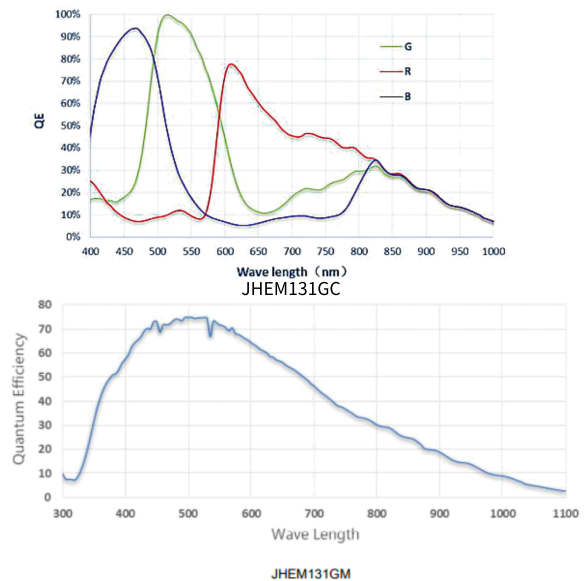 100%
90%
80%
70%
60%
50%
40%
30%
20%
10%
0%
QE
G
R
B
400 450 500 550 600 650 700 750 800 850 900 950 1000
Wave length（nm）
JHEM131GC
80
70
60
50
40
30
20
10
0
Quantum Efficiency
300 400 500 600 700 800 900 1000 1100
Wave Length
JHEM131GM